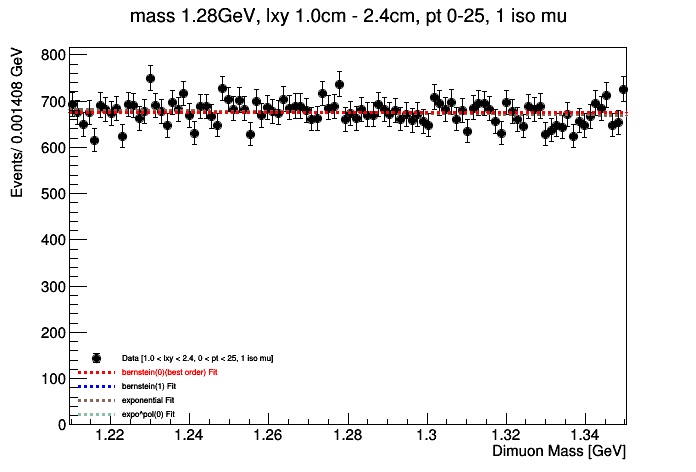 mass 1.28GeV, lxy 1.0cm - 2.4cm, pt 0-25, 1 iso mu
Events/ 0.001408 GeV
800
700
600
500
400
300
200
100
0
Data [1.0 < lxy < 2.4, 0 < pt < 25, 1 iso mu]
bernstein(0)(best order) Fit
bernstein(1) Fit
exponential Fit
expo^pol(0) Fit
1.22 1.24 1.26 1.28 1.3 1.32 1.34
Dimuon Mass [GeV]